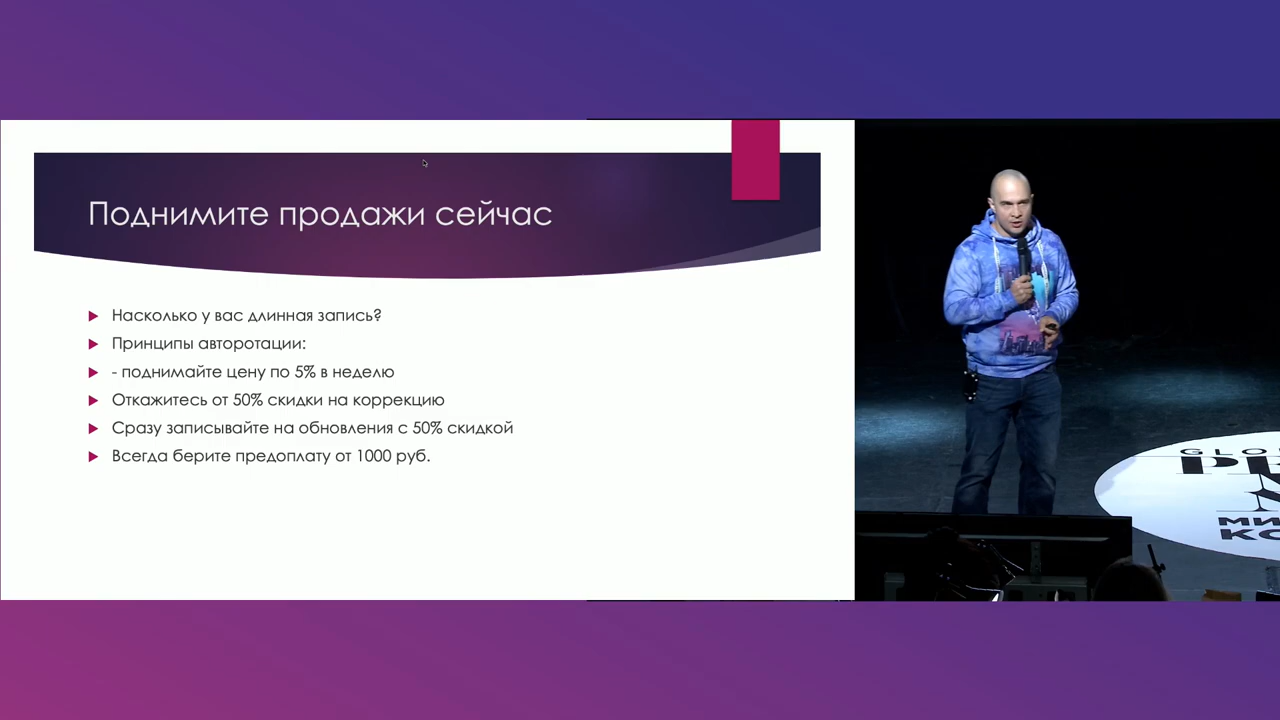 Поднимите продажи сейчас
Насколько у вас длинная запись?
Принципы авторотации:
- поднимайте цену по 5% в неделю
Откажитесь от 50% скидки на коррекцию
Сразу записывайте на обновления с 50% скидкой
Всегда берите предоплату от 1000 руб.